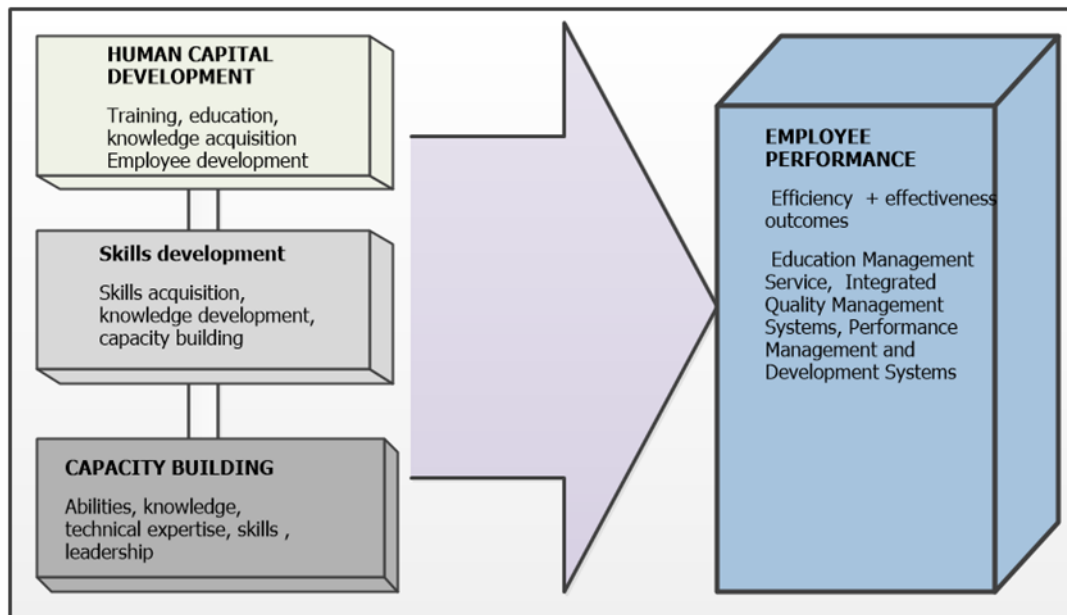 HUMAN CAPITAL
DEVELOPMENT
Training, education,
knowledge acquisition
Employee development
Skills development
Skills acquisition,
knowledge development,
capacity building
CAPACITY BUILDING
Abilities, knowledge,
technical expertise, skills ,
leadership
EMPLOYEE
PERFORMANCE
Efficiency + effectiveness
outcomes
Education Management
Service, Integrated
Quality Management
Systems, Performance
Management and
Development Systems